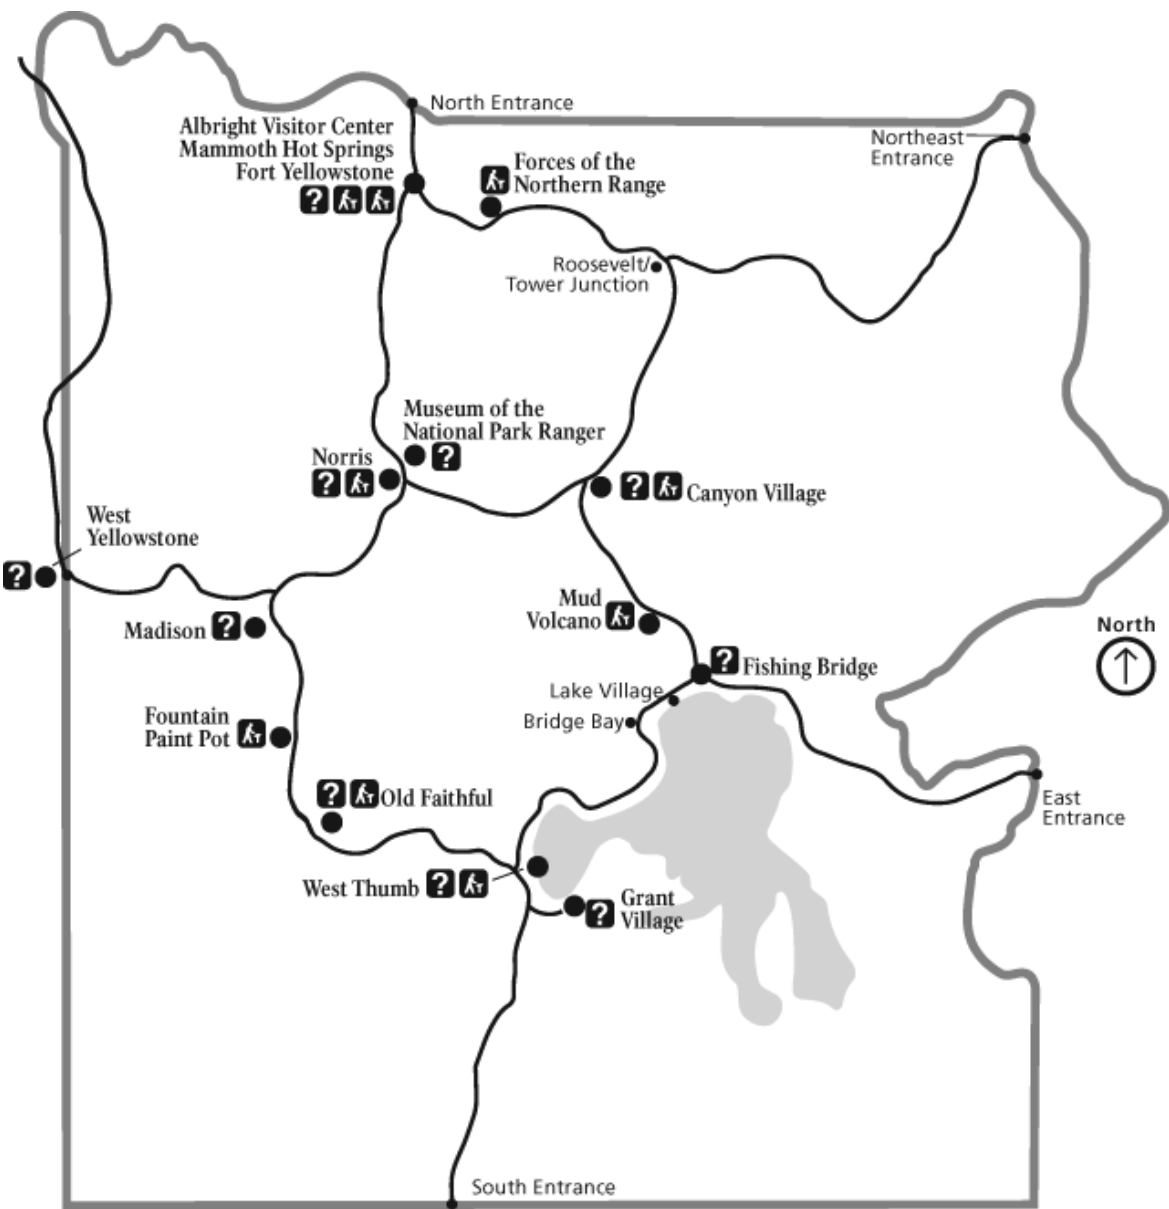 North Entrance
Albright Visitor Center
Mammoth Hot Springs
Fort Yellowstone
? 
Forces of the
Northern Range
Northeast
Entrance
Roosevelt/
Tower Junction
Museum of the
National Park Ranger
?
Norris
?
? Canyon Village
West
Yellowstone
?
Madison ?
Mud
Volcano
North
? Fishing Bridge
Lake Village
Bridge Bay
Fountain
Paint Pot
? Old Faithful
East
Entrance
West Thumb ?
? Grant
Village
South Entrance